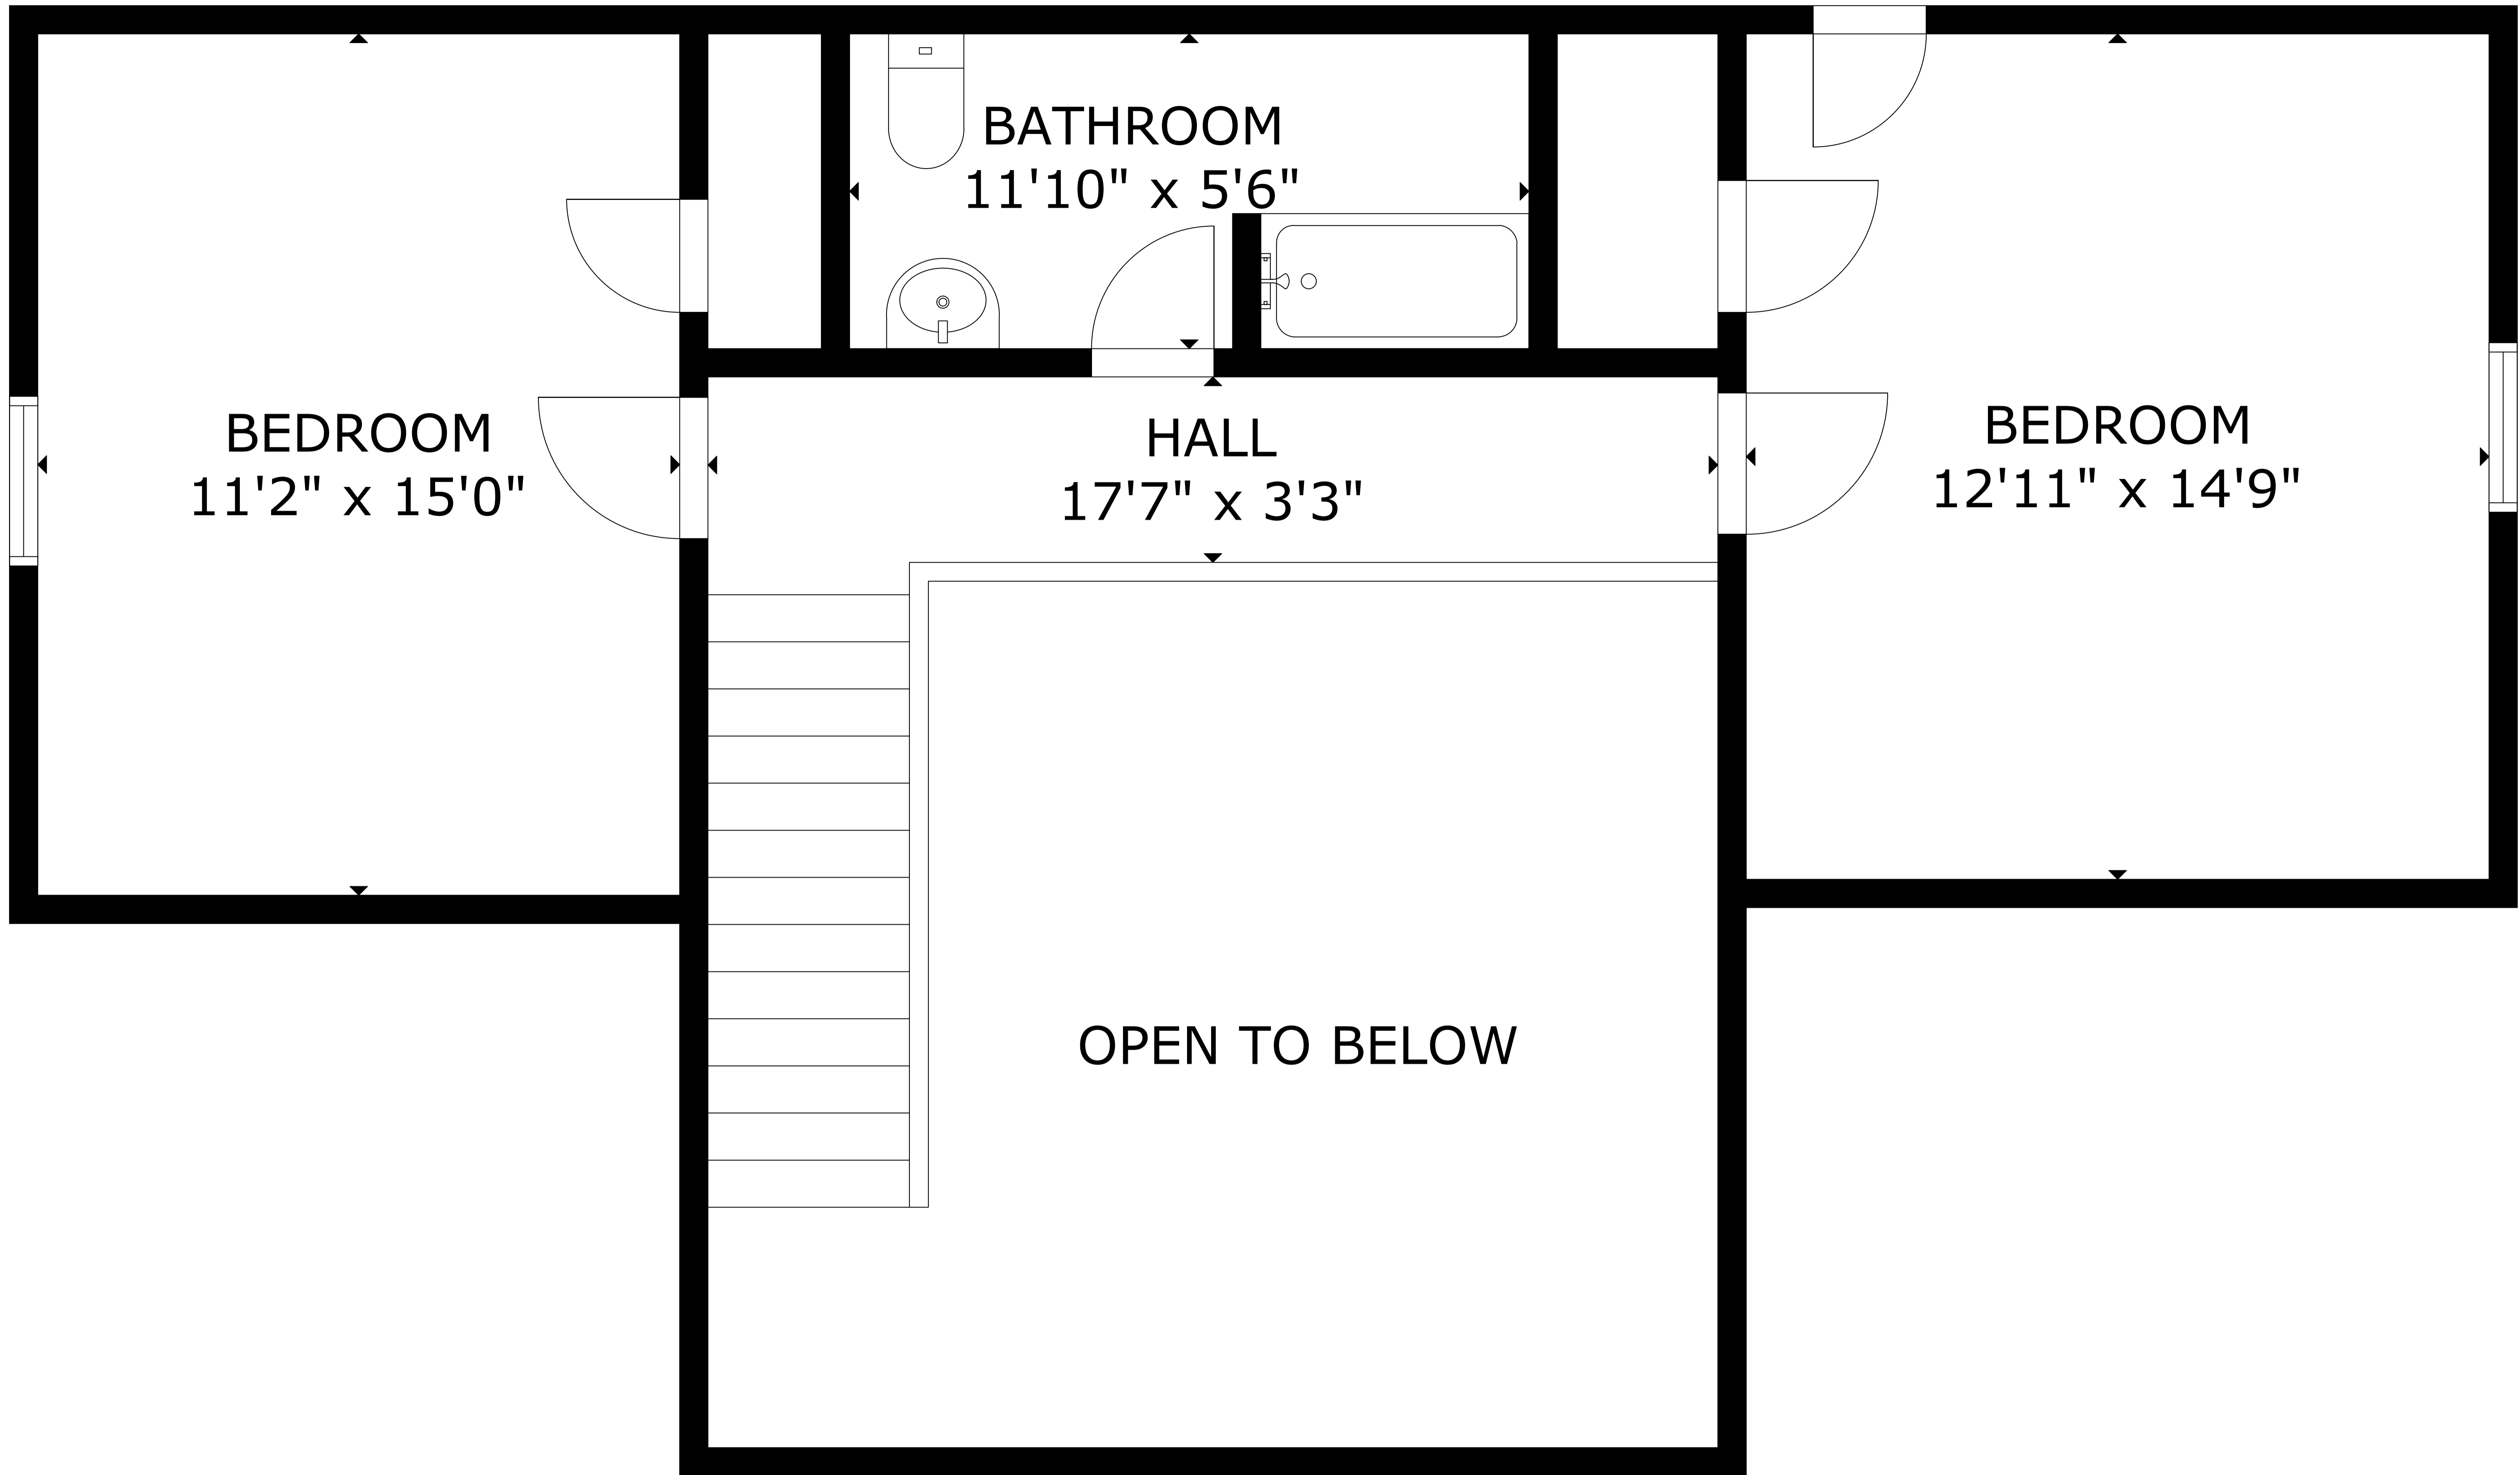 BATHROOM
11'10" x 5'6"
BEDROOM
11'2" x 15'0"
HALL
17'7" x 3'3"
BEDROOM
12'11" x 14'9"
OPEN TO BELOW